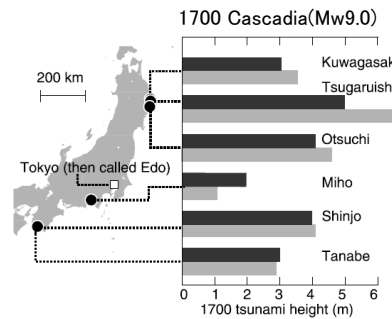 1700 Cascadia(Mw9.0)
200 km
Kuwagasak
Tsugaruish
Otsuchi
Tokyo (then called Edo)
Miho
Shinjo
Tanabe
0 1 2 3 4 5 6
1700 tsunami height (m)